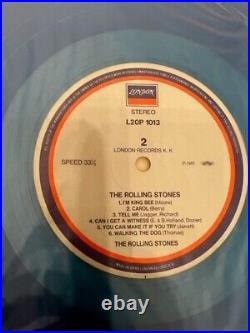 LONDON
STEREO
L20P 1013
2
LONDON RECORDS K. K.
SPEED 33⅓
THE ROLLING STONES
1. I'M KING BEE (Moore)
2. CAROL (Berry)
3. TELL ME (Jagger, Richard)
4. CAN I GET A WITNESS
5. YOU CAN MAKE IT IF YOU TRY (Jarrett)
6. WALKING THE DOG (Thomas)
THE ROLLING STONES